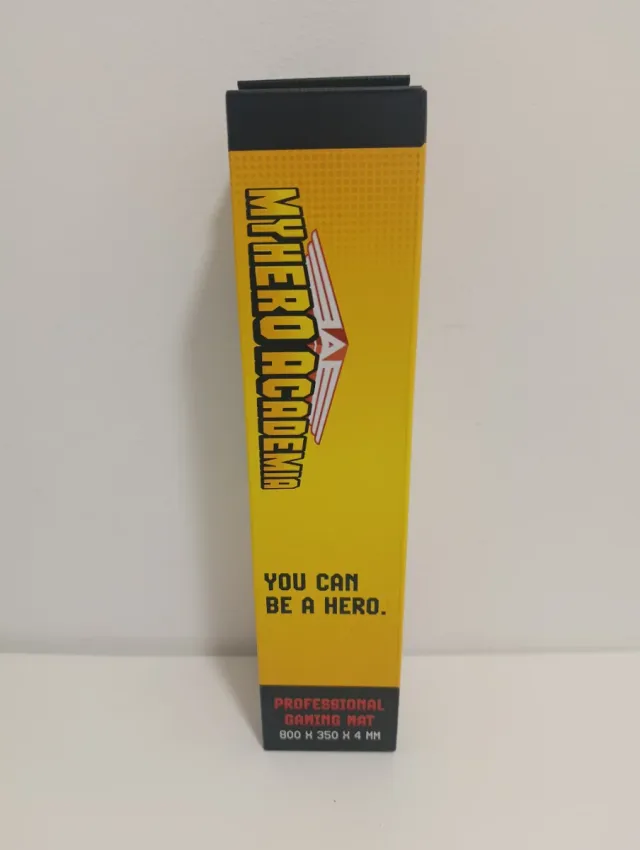 MY HERO ACADEMIA
YOU CAN
BE A HERO.
PROFESSIONAL
GAMING MAT
800 X 350 X 4 MM